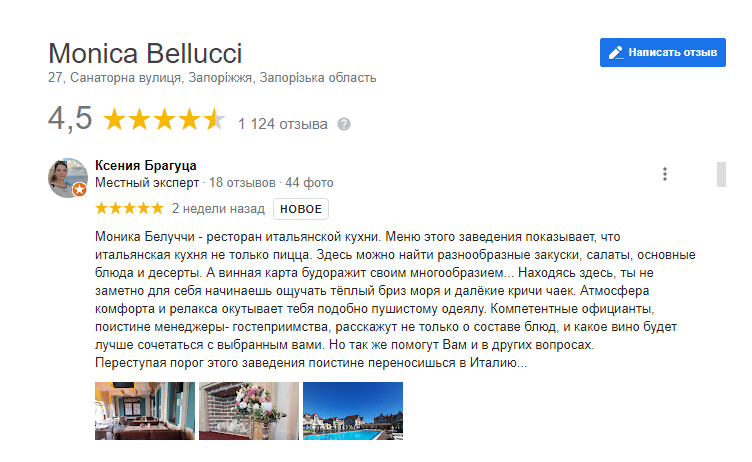 Monica Bellucci
Написать отзыв
27, Санаторна вулиця, Запоріжжя, Запорізька область
4,5 1 124 отзыва ?
Ксения Брагуца
Местный эксперт · 18 отзывов · 44 фото
2 недели назад НОВОЕ
Моника Белуччи - ресторан итальянской кухни. Меню этого заведения показывает, что
итальянская кухня не только пицца. Здесь можно найти разнообразные закуски, салаты, основные
блюда и десерты. А винная карта будоражит своим многообразием... Находясь здесь, ты не
заметно для себя начинаешь ощучать тёплый бриз моря и далёкие кричи чаек. Атмосфера
комфорта и релакса окутывает тебя подобно пушистому одеялу. Компетентные официанты,
поистине менеджеры- гостеприимства, расскажут не только о составе блюд, и какое вино будет
лучше сочетаться с выбранным вами. Но так же помогут Вам и в других вопросах.
Переступая порог этого заведения поистине переносишься в Италию...